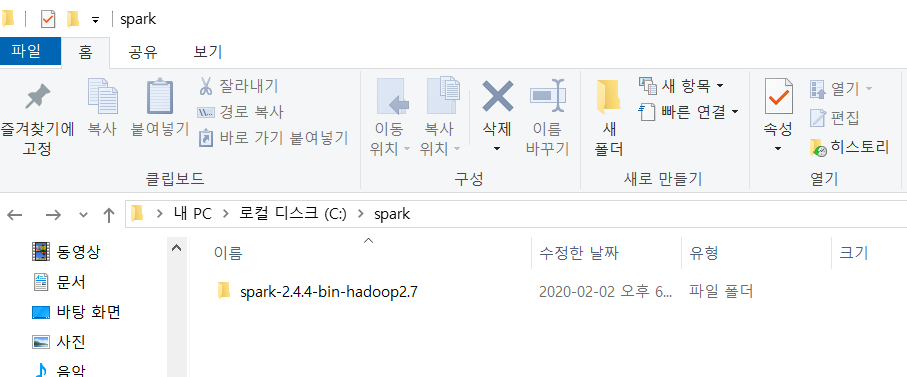 spark
파일 홈 공유 보기
즐겨찾기에 고정
복사
붙여넣기
잘라내기
경로 복사
바로 가기 붙여넣기
클립보드
이동 위치
복사 위치
삭제
이름 바꾸기
구성
새 폴더
새 항목
빠른 연결
새로 만들기
속성
열기
편집
히스토리
열기
내 PC > 로컬 디스크 (C:) > spark
동영상
문서
바탕 화면
사진
음악
이름 수정한 날짜 유형 크기
spark-2.4.4-bin-hadoop2.7 2020-02-02 오후 6... 파일 폴더